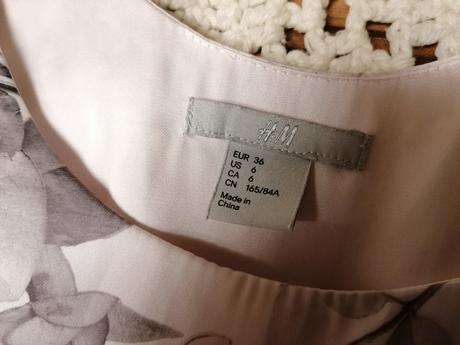 H&M
EUR 36
US 6
CA 6
CN 165/84A
Made in
China